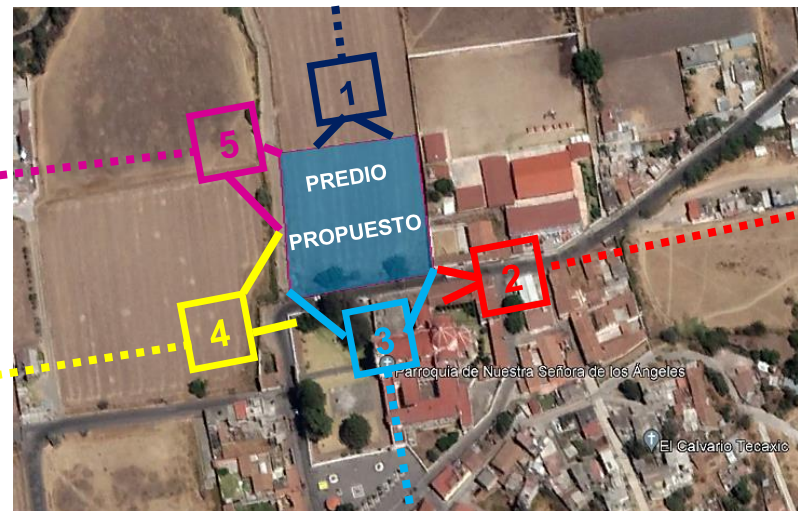 1
5
PREDIO
PROPUESTO
2
4
3
Parroquia de Nuestra Señora de los Ángeles
El Calvario Tecaxic